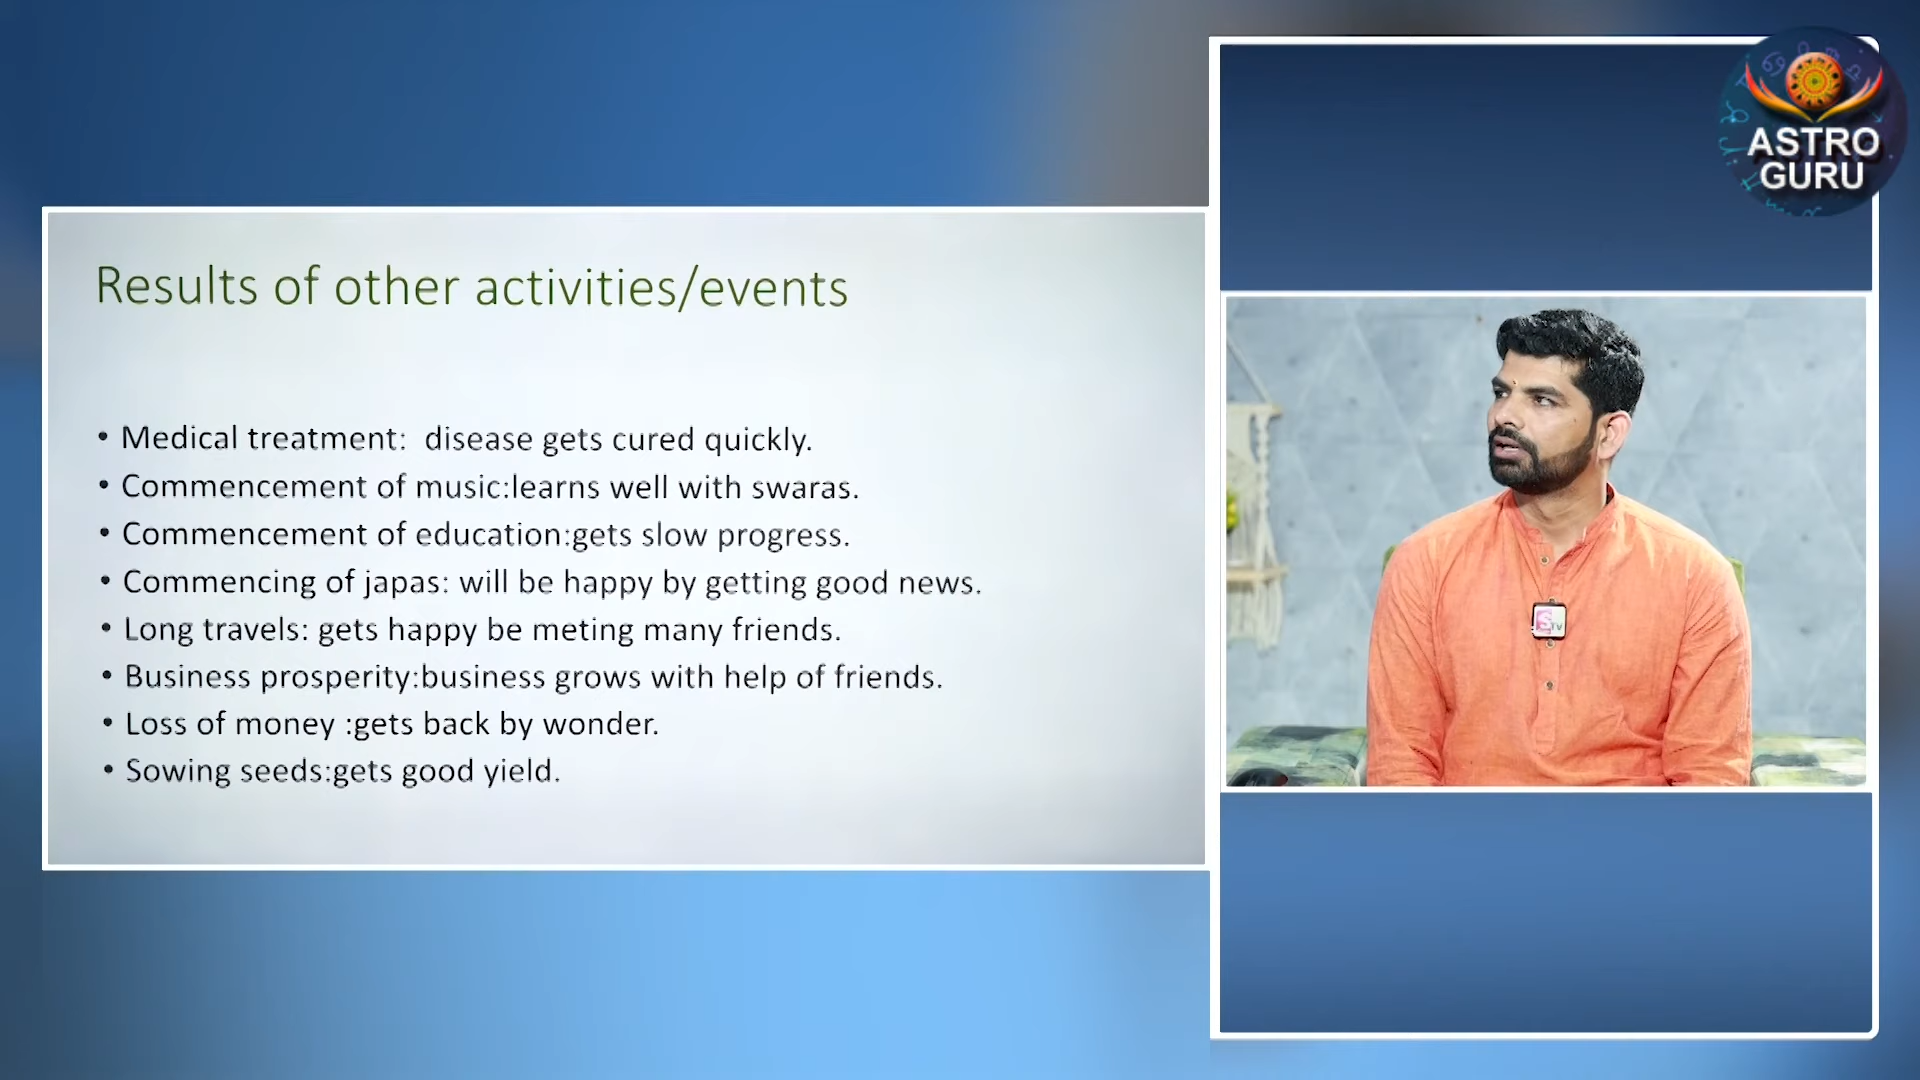 ASTRO
GURU
Results of other activities/events
• Medical treatment: disease gets cured quickly.
• Commencement of music:learns well with swaras.
• Commencement of education:gets slow progress.
• Commencing of japas: will be happy by getting good news.
• Long travels: gets happy be meting many friends.
• Business prosperity:business grows with help of friends.
• Loss of money :gets back by wonder.
• Sowing seeds:gets good yield.
STV